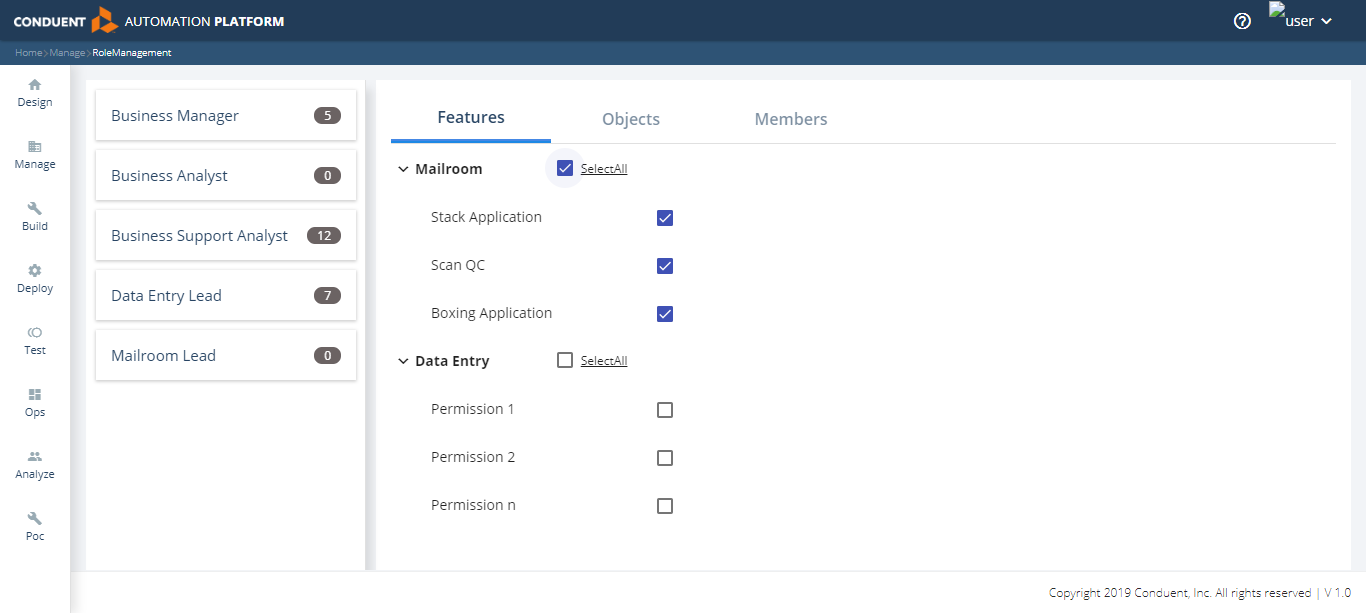 CONDUENT AUTOMATION PLATFORM
user
Home>Manage>RoleManagement
Design
Manage
Build
Deploy
Test
Ops
Analyze
Poc
Business Manager 5
Business Analyst 0
Business Support Analyst 12
Data Entry Lead 7
Mailroom Lead 0
Features Objects Members
Mailroom SelectAll
Stack Application
Scan QC
Boxing Application
Data Entry SelectAll
Permission 1
Permission 2
Permission n
Copyright 2019 Conduent, Inc. All rights reserved | V 1.0